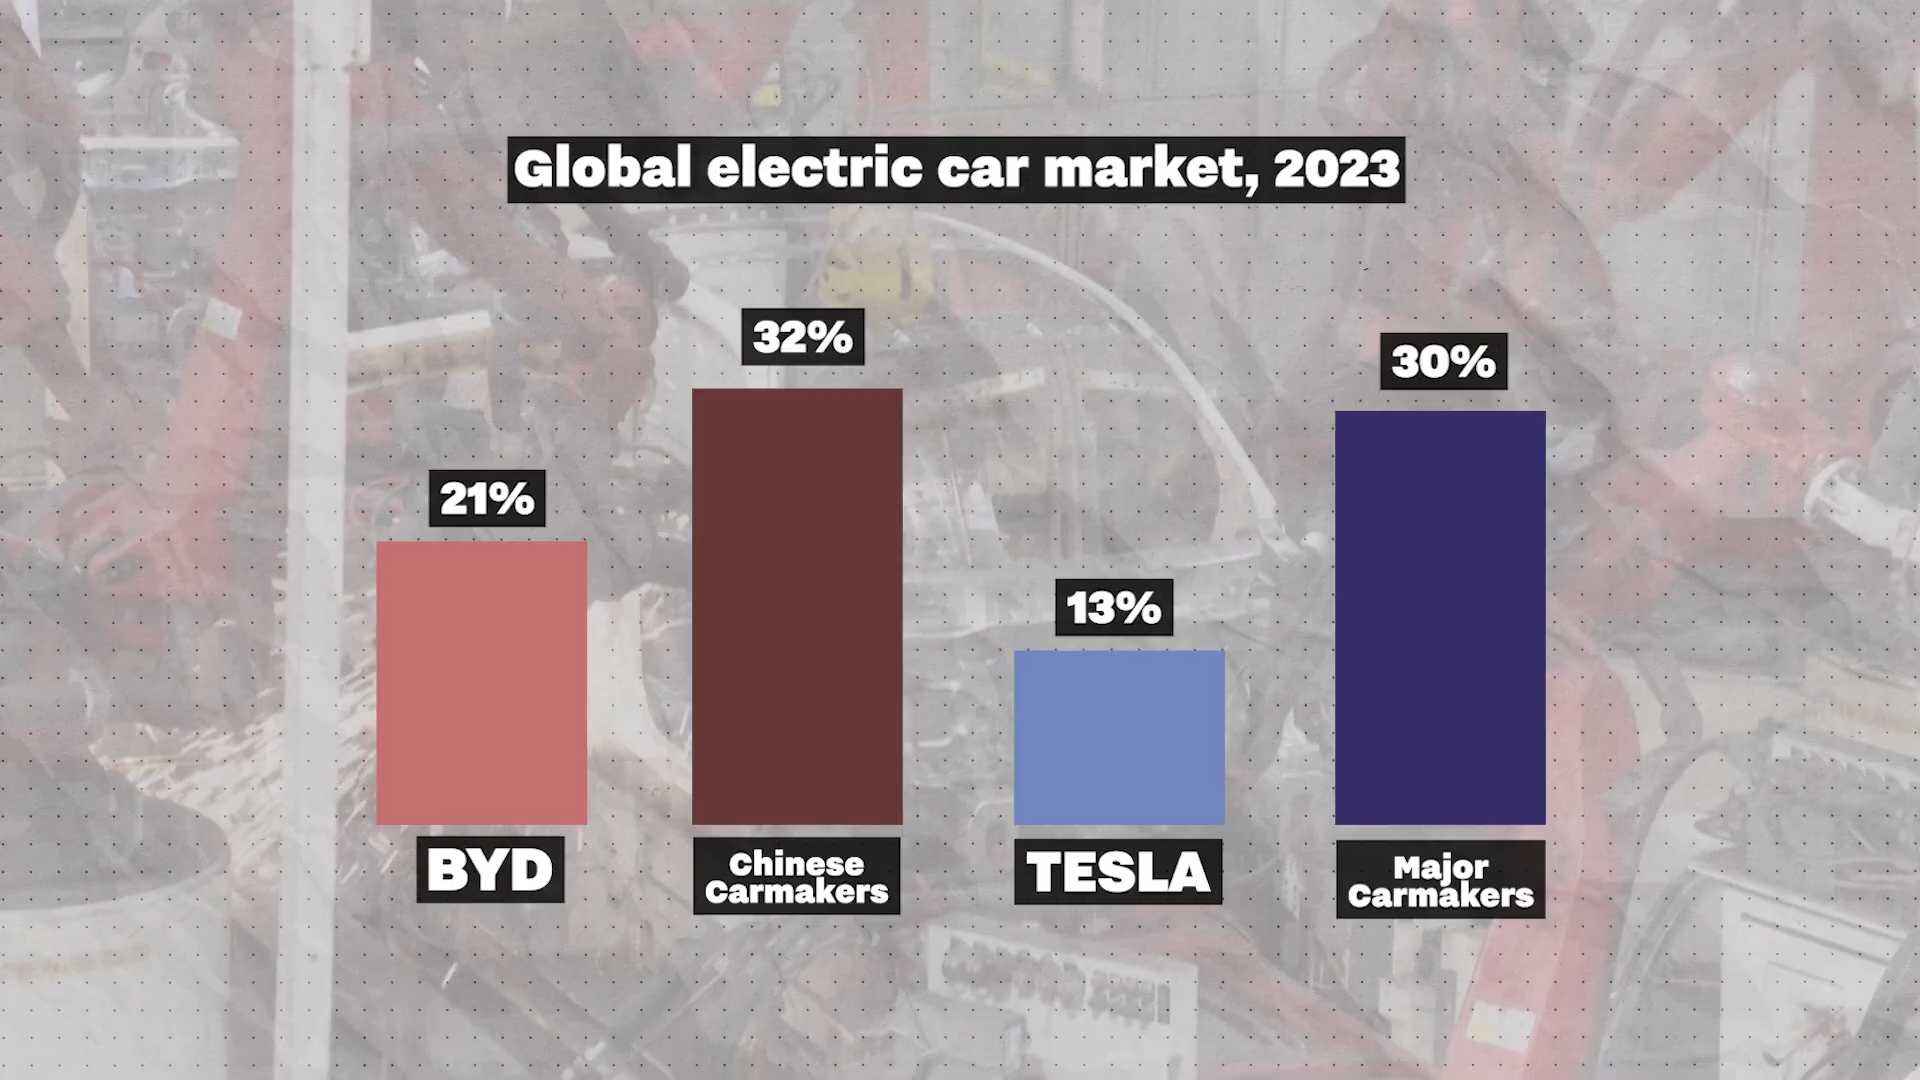 Global electric car market, 2023
21%
32%
13%
30%
BYD
Chinese
Carmakers
TESLA
Major
Carmakers